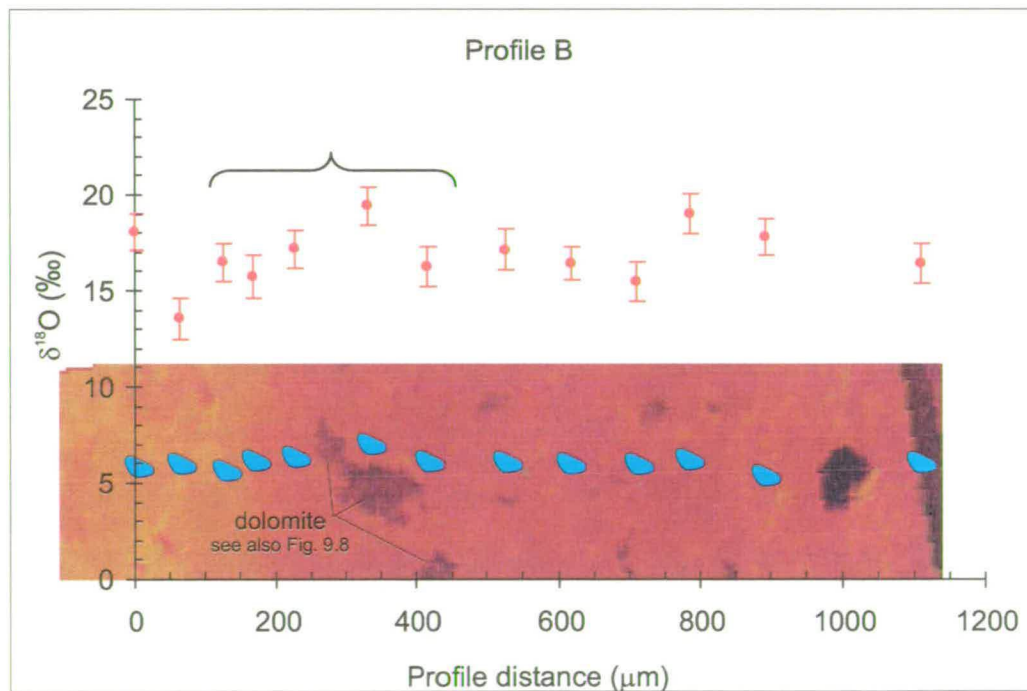 Profile B
25
20
15
10
5
0
δ¹⁸O (‰)
dolomite
see also Fig. 9.8
0 200 400 600 800 1000 1200
Profile distance (µm)